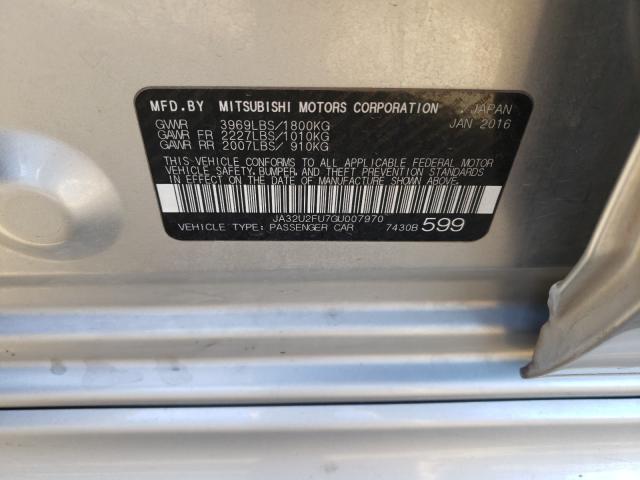 MFD.BY MITSUBISHI MOTORS CORPORATION JAPAN
GVWR 3969LBS/1800KG JAN 2016
GAWR FR 2227LBS/1010KG
GAWR RR 2007LBS/ 910KG
THIS VEHICLE CONFORMS TO ALL APPLICABLE FEDERAL MOTOR
VEHICLE SAFETY, BUMPER, AND THEFT PREVENTION STANDARDS
IN EFFECT ON THE DATE OF MANUFACTURE SHOWN ABOVE.
JA32U2FU7GU007970
VEHICLE TYPE: PASSENGER CAR 7430B 599